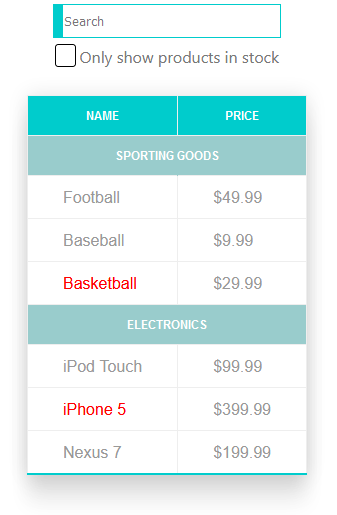 Search
Only show products in stock
NAME PRICE
SPORTING GOODS
Football $49.99
Baseball $9.99
Basketball $29.99
ELECTRONICS
iPod Touch $99.99
iPhone 5 $399.99
Nexus 7 $199.99